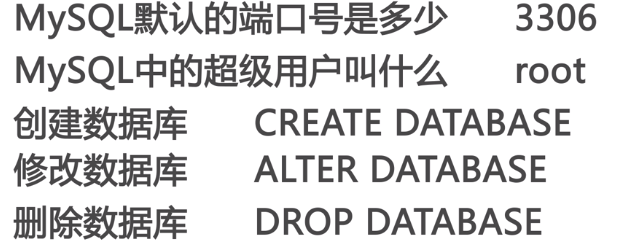 MySQL默认的端口号是多少 3306
MySQL中的超级用户叫什么 root
创建数据库 CREATE DATABASE
修改数据库 ALTER DATABASE
删除数据库 DROP DATABASE